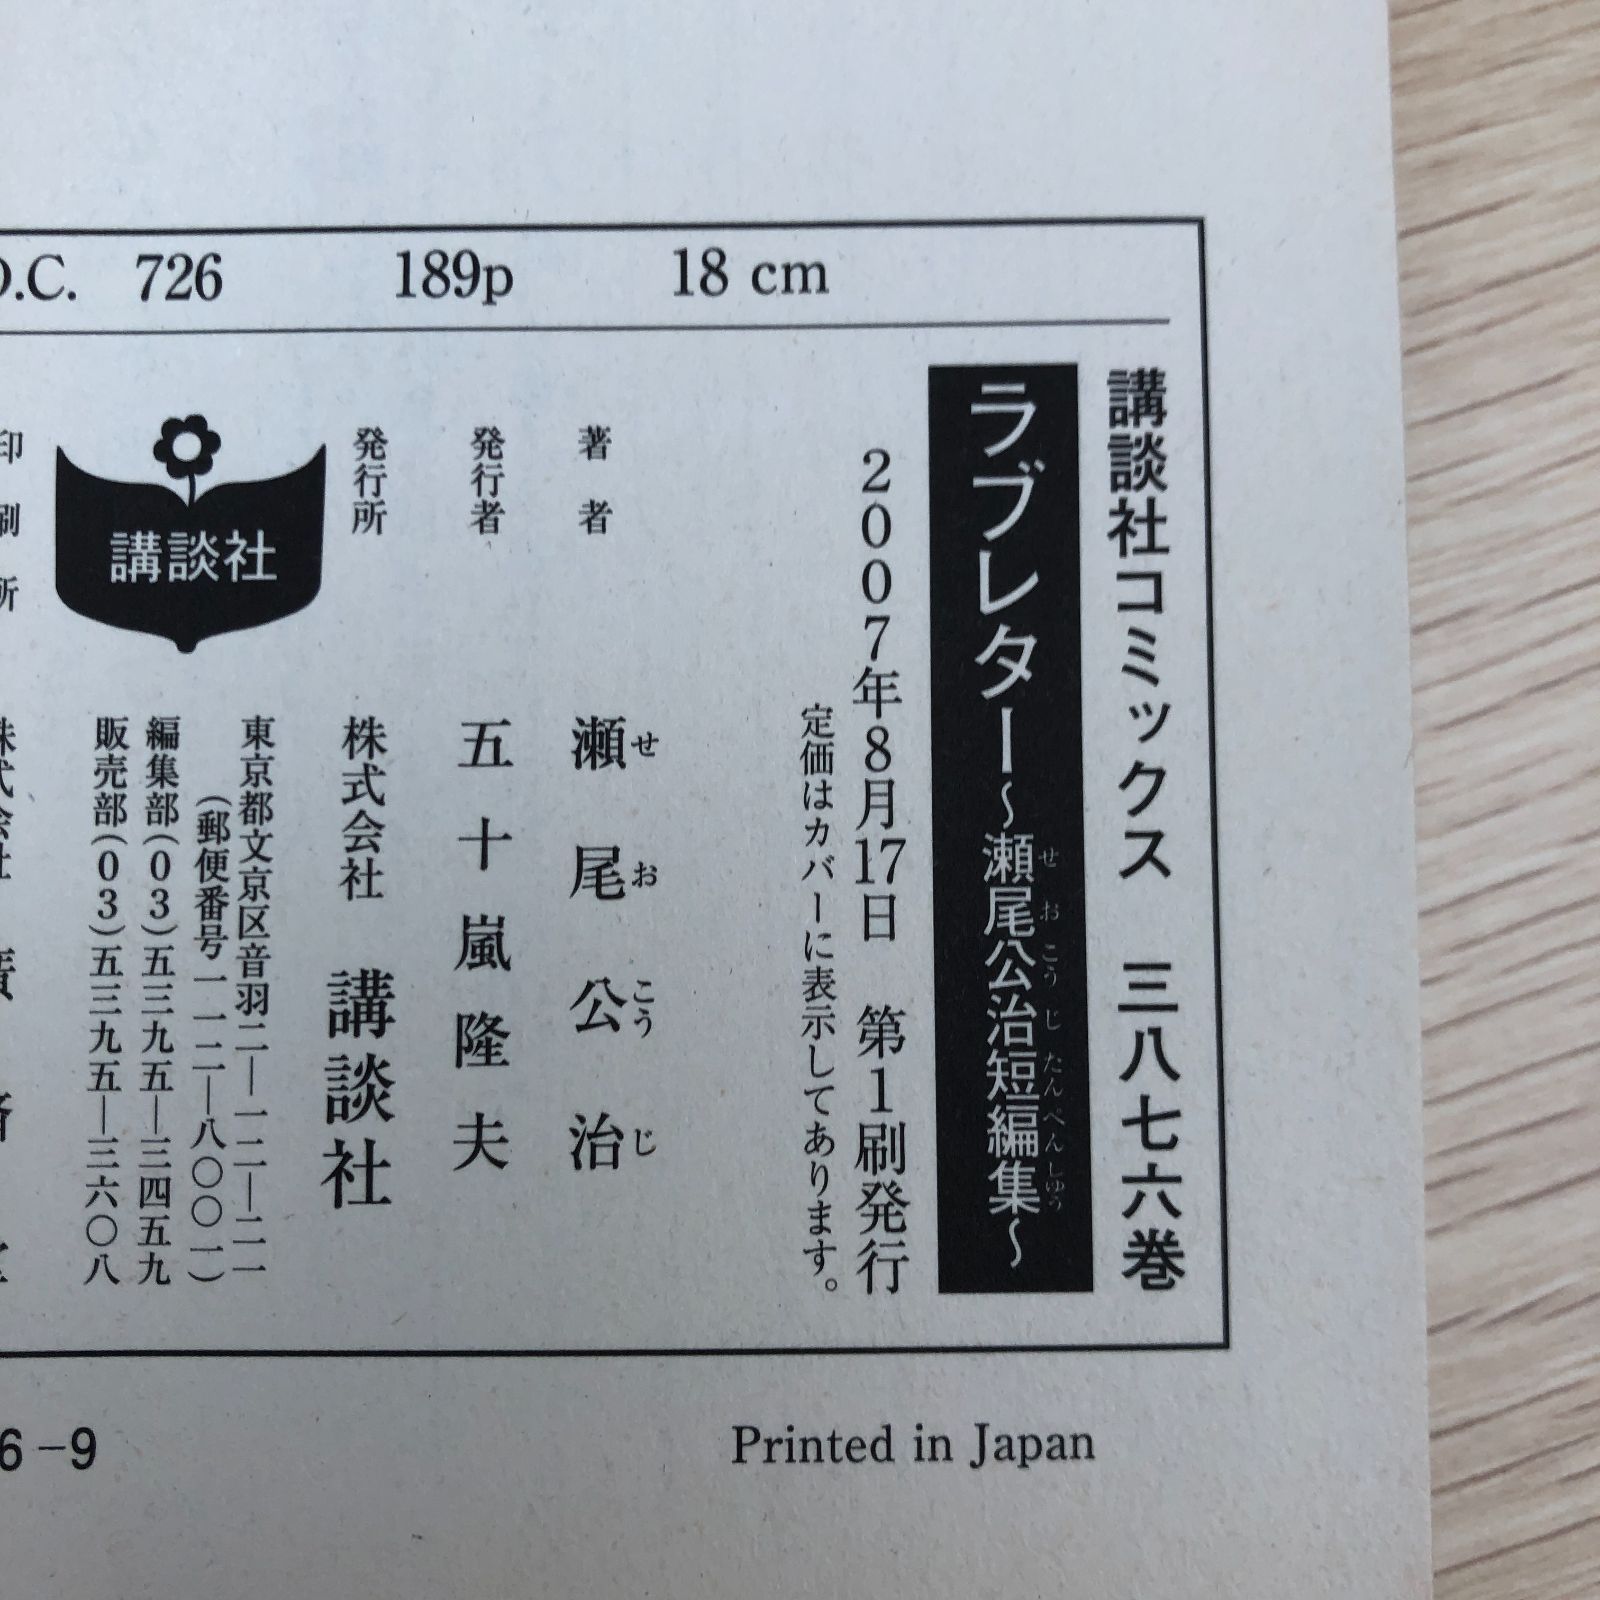 D.C. 726 189p 18 cm
講談社コミックス 三八七六巻
ラブレター~瀬尾公治短編集~
せおこうじたんぺんしゅう
2007年8月17日 第1刷発行
定価はカバーに表示してあります。
著者 瀬尾公治
せおこうじ
発行者 五十嵐隆夫
発行所 株式会社 講談社
東京都文京区音羽二―一二―二一
(郵便番号一一二―八〇〇一)
編集部(03)五三九五―三四五九
販売部(03)五三九五―三六〇八
講談社
印刷所 株式会社
6-9
Printed in Japan